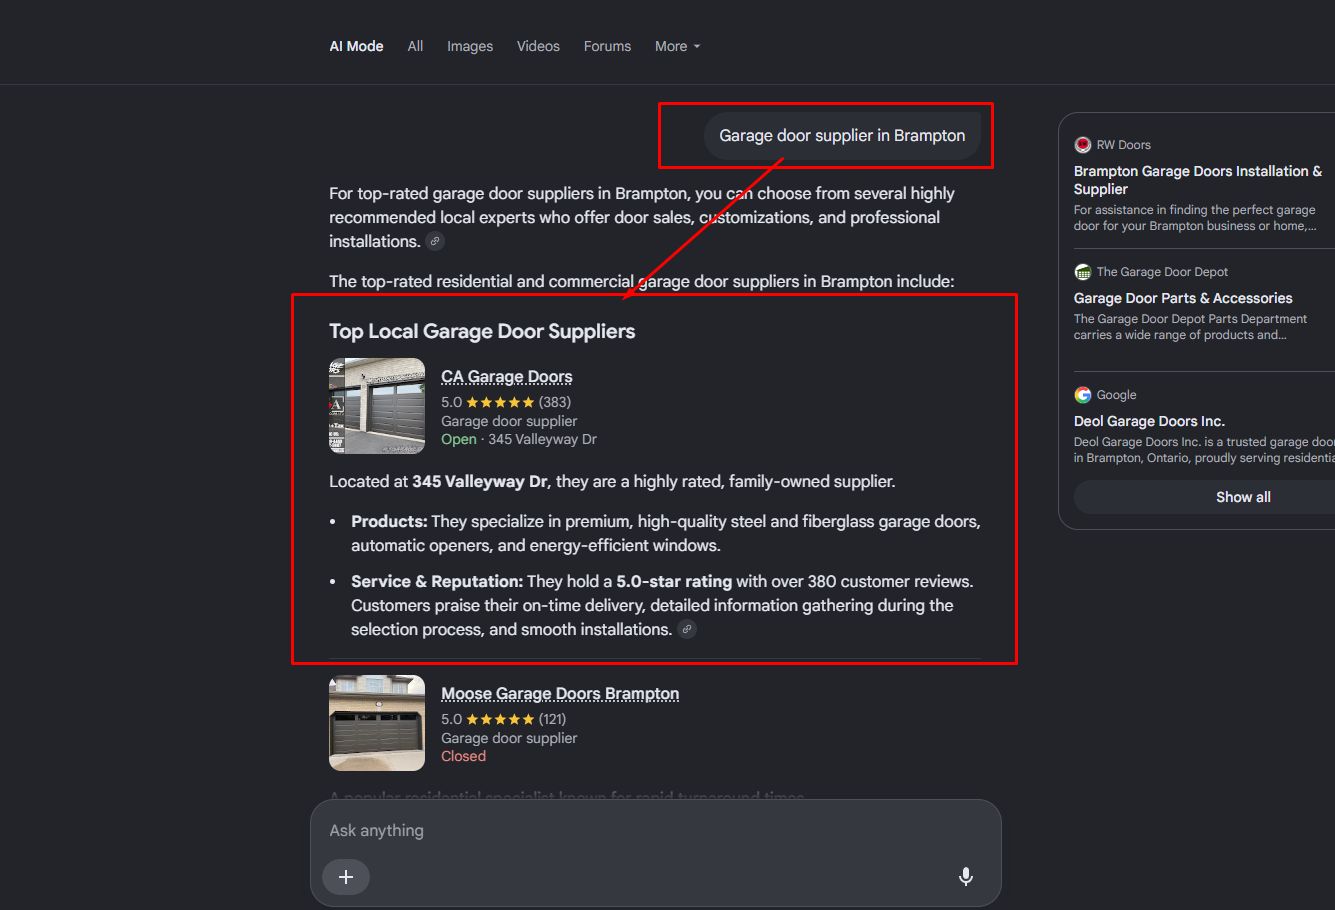 AI Mode All Images Videos Forums More
Garage door supplier in Brampton
For top-rated garage door suppliers in Brampton, you can choose from several highly
recommended local experts who offer door sales, customizations, and professional
installations.
The top-rated residential and commercial garage door suppliers in Brampton include:
Top Local Garage Door Suppliers
CA Garage Doors
5.0 ★★★★★ (383)
Garage door supplier
Open · 345 Valleyway Dr
Located at 345 Valleyway Dr, they are a highly rated, family-owned supplier.
• Products: They specialize in premium, high-quality steel and fiberglass garage doors,
automatic openers, and energy-efficient windows.
• Service & Reputation: They hold a 5.0-star rating with over 380 customer reviews.
Customers praise their on-time delivery, detailed information gathering during the
selection process, and smooth installations.
Moose Garage Doors Brampton
5.0 ★★★★★ (121)
Garage door supplier
Closed
A popular residential specialist known for rapid turnaround times
Ask anything
RW Doors
Brampton Garage Doors Installation &
Supplier
For assistance in finding the perfect garage
door for your Brampton business or home,...
The Garage Door Depot
Garage Door Parts & Accessories
The Garage Door Depot Parts Department
carries a wide range of products and...
Google
Deol Garage Doors Inc.
Deol Garage Doors Inc. is a trusted garage door
in Brampton, Ontario, proudly serving
Show all